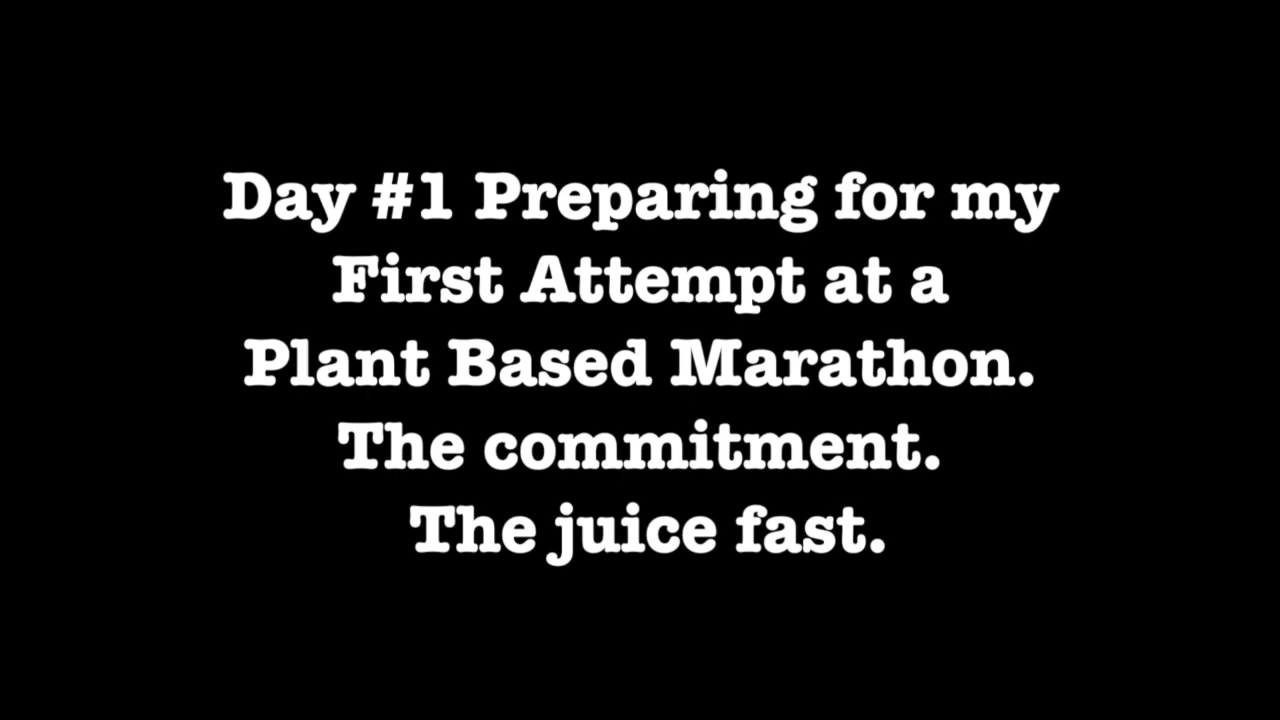 Day #1 Preparing for my
First Attempt at a
Plant Based Marathon.
The commitment.
The juice fast.